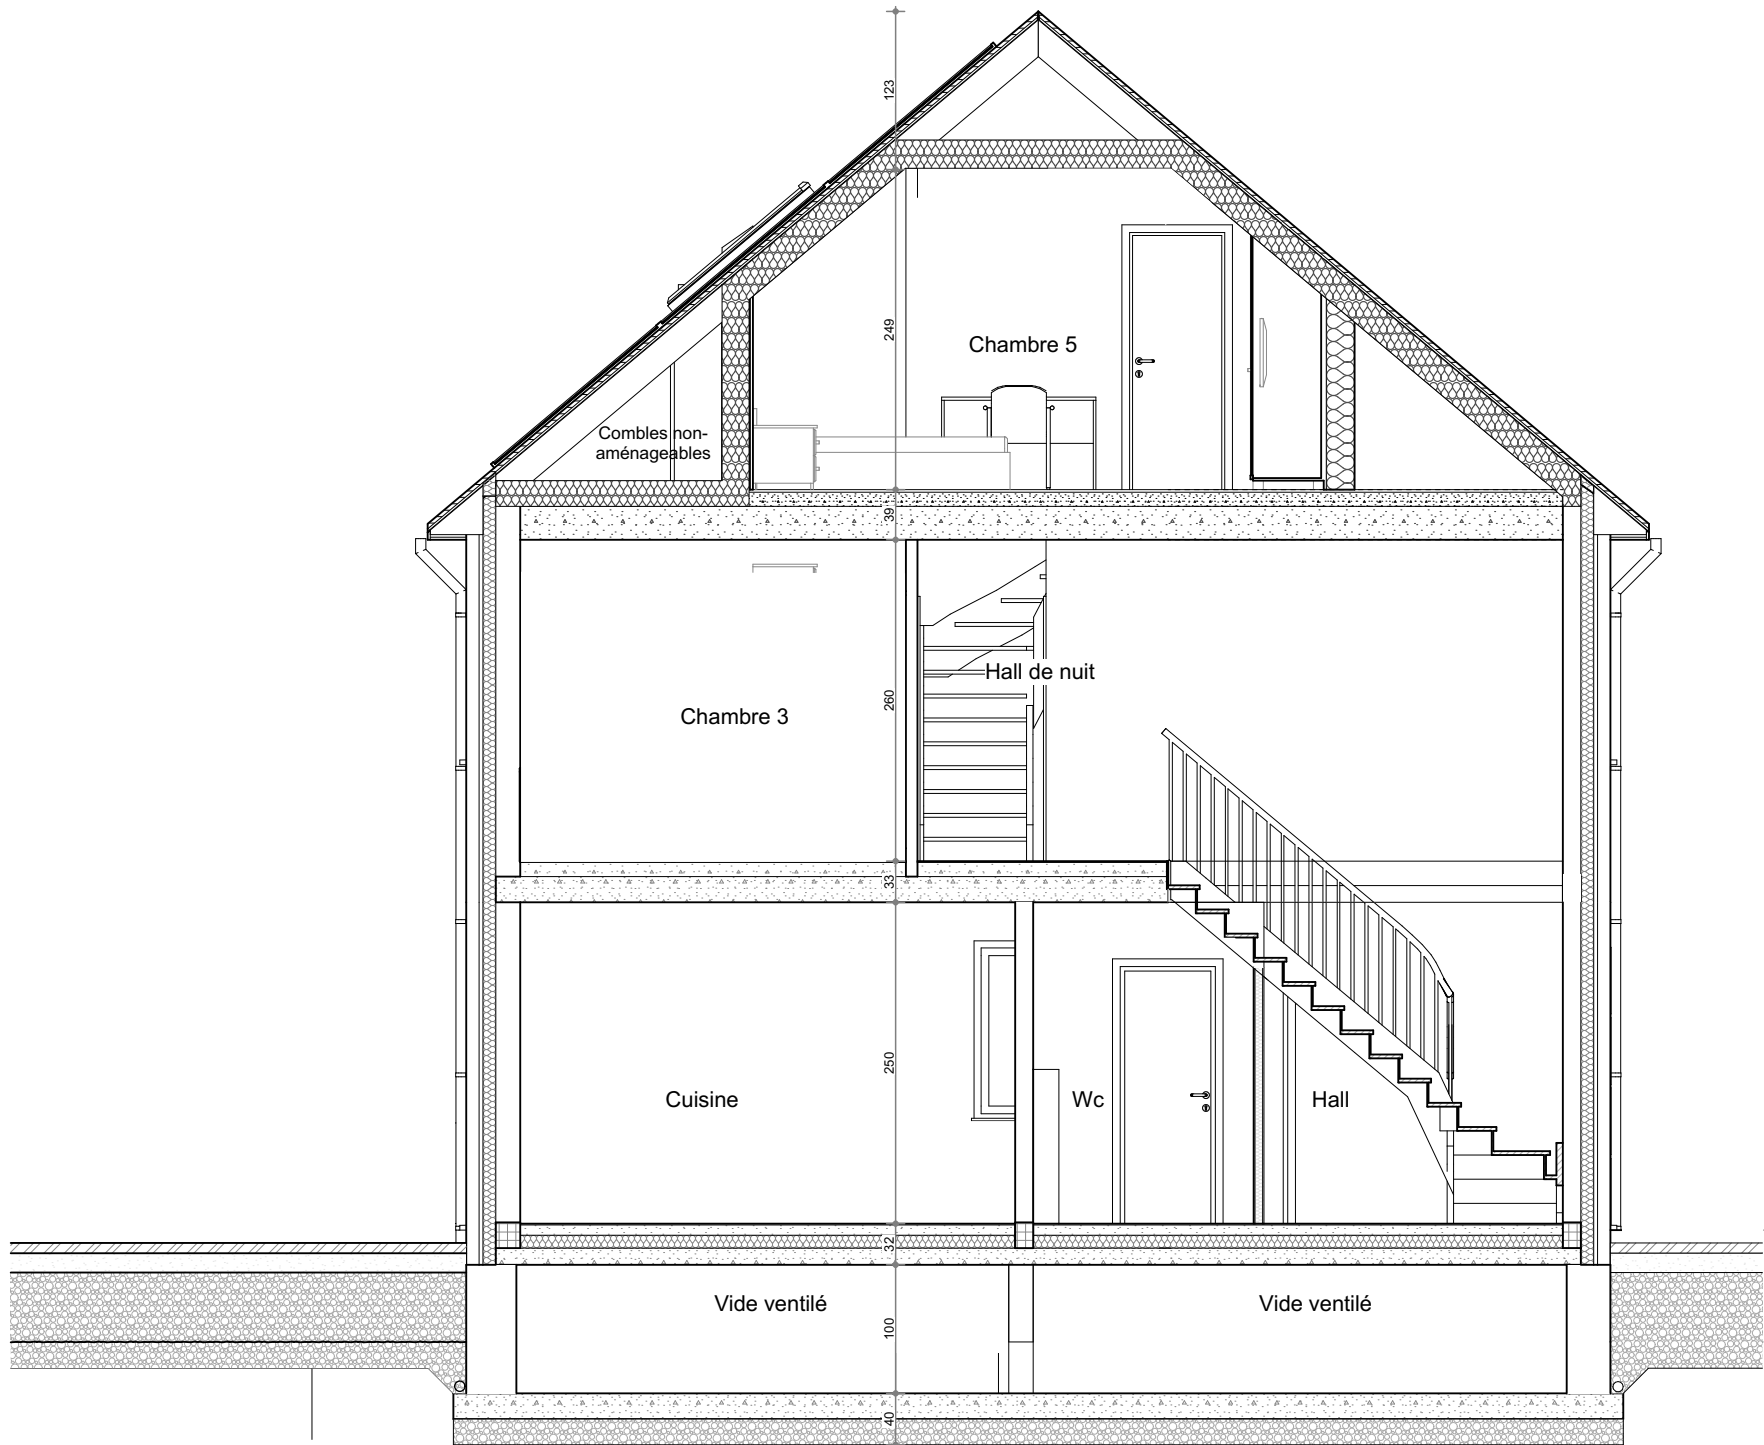 123
249
Chambre 5
Combles non-
aménageables
39
Hall de nuit
260
Chambre 3
33
250
Cuisine
Wc
Hall
32
Vide ventilé
Vide ventilé
100
40